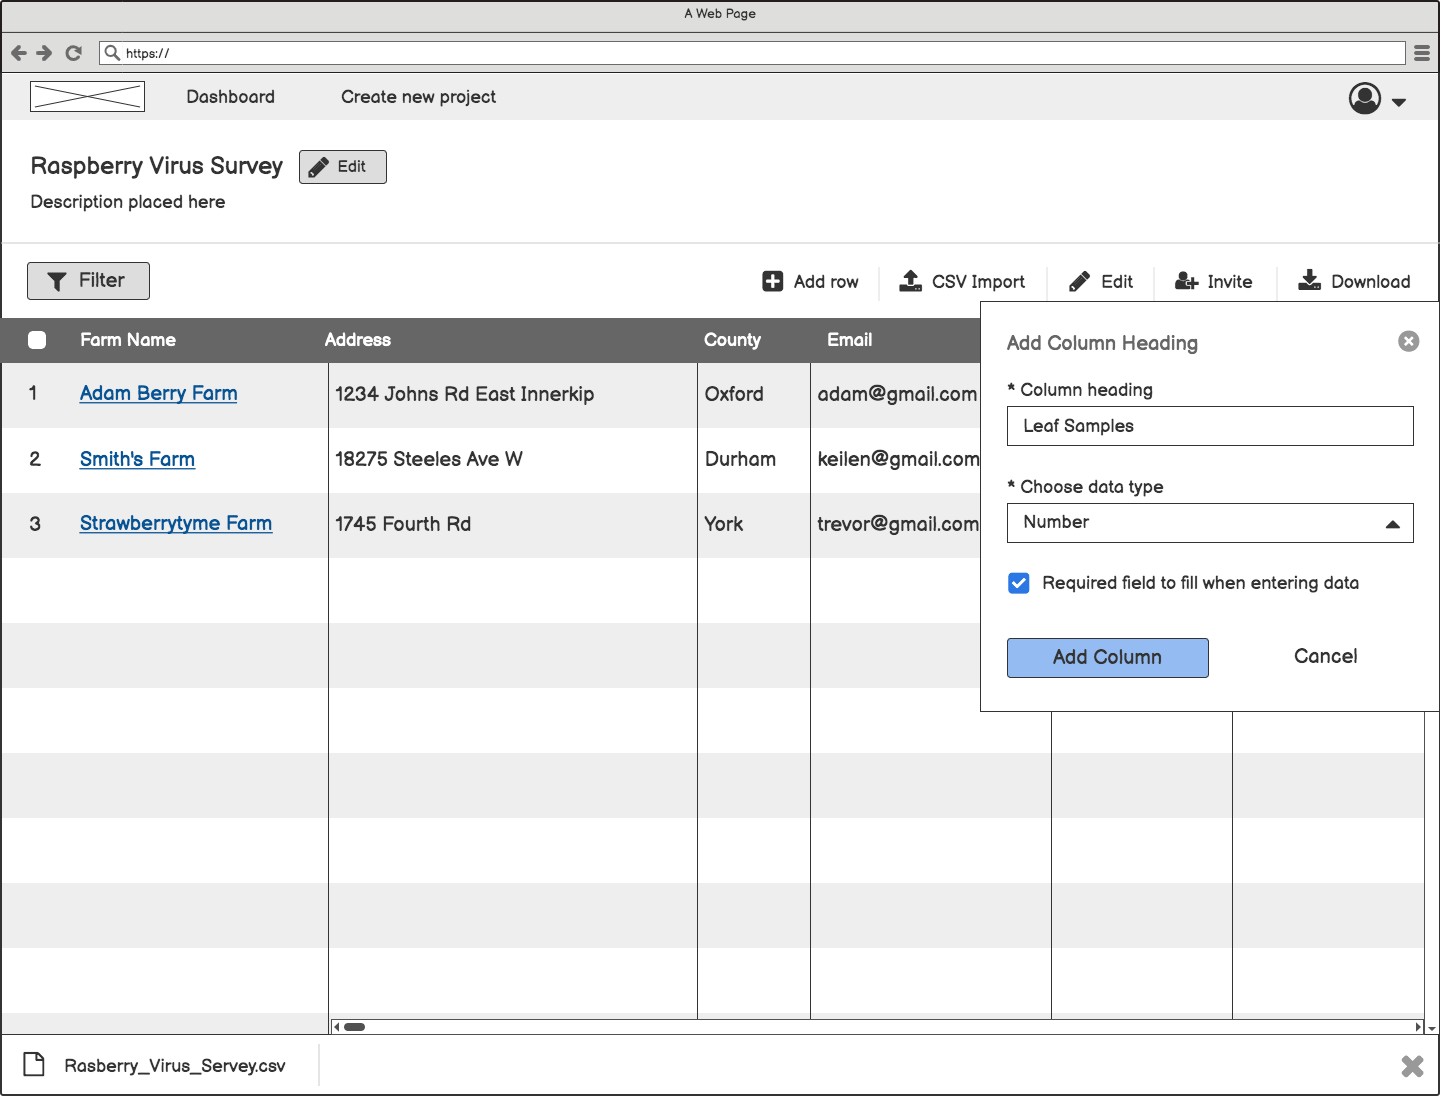 A Web Page
https://
Dashboard
Create new project
Raspberry Virus Survey
Edit
Description placed here
Filter
Add row
CSV Import
Edit
Invite
Download
Farm Name
Address
County
Email
1
Adam Berry Farm
1234 Johns Rd East Innerkip
Oxford
adam@gmail.com
2
Smith's Farm
18275 Steeles Ave W
Durham
keilen@gmail.com
3
Strawberrytyme Farm
1745 Fourth Rd
York
trevor@gmail.com
Add Column Heading
* Column heading
Leaf Samples
* Choose data type
Number
Required field to fill when entering data
Add Column
Cancel
Rasberry_Virus_Servey.csv